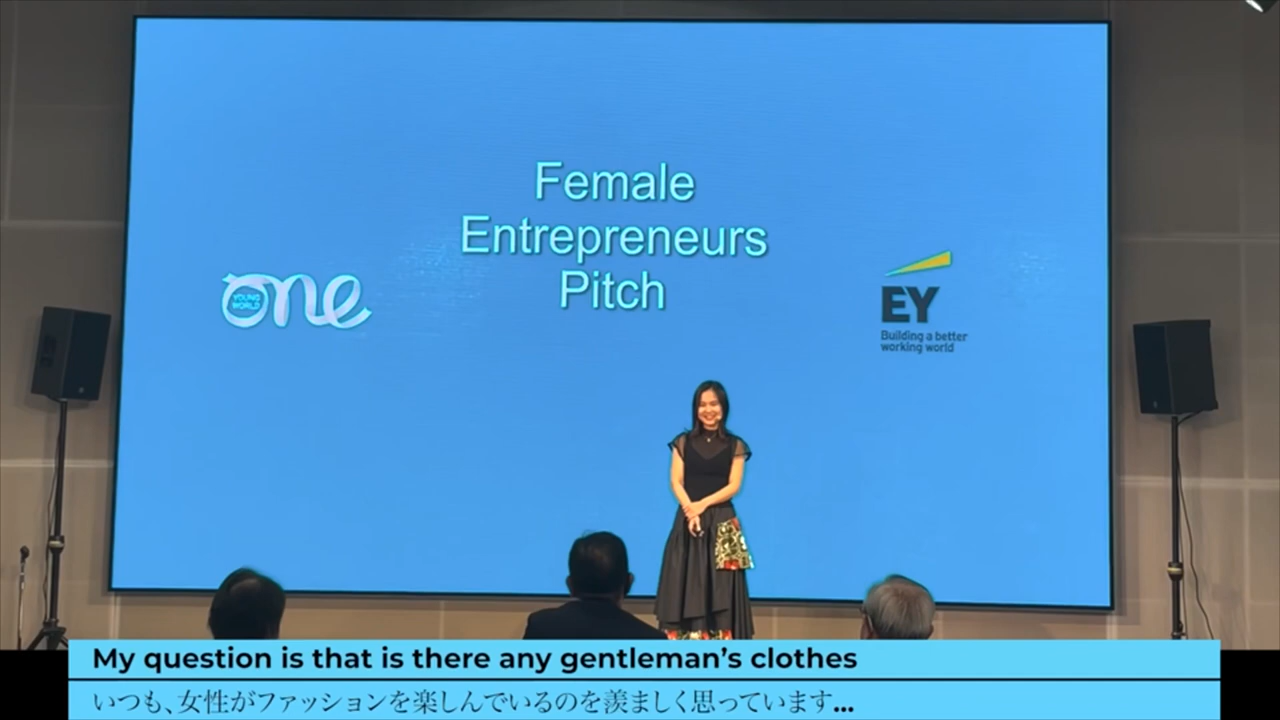 Female
Entrepreneurs
Pitch
one
YOUNG
WORLD
EY
Building a better
working world
My question is that is there any gentleman's clothes
いつも、女性がファッションを楽しんでいるのを羨ましく思っています...